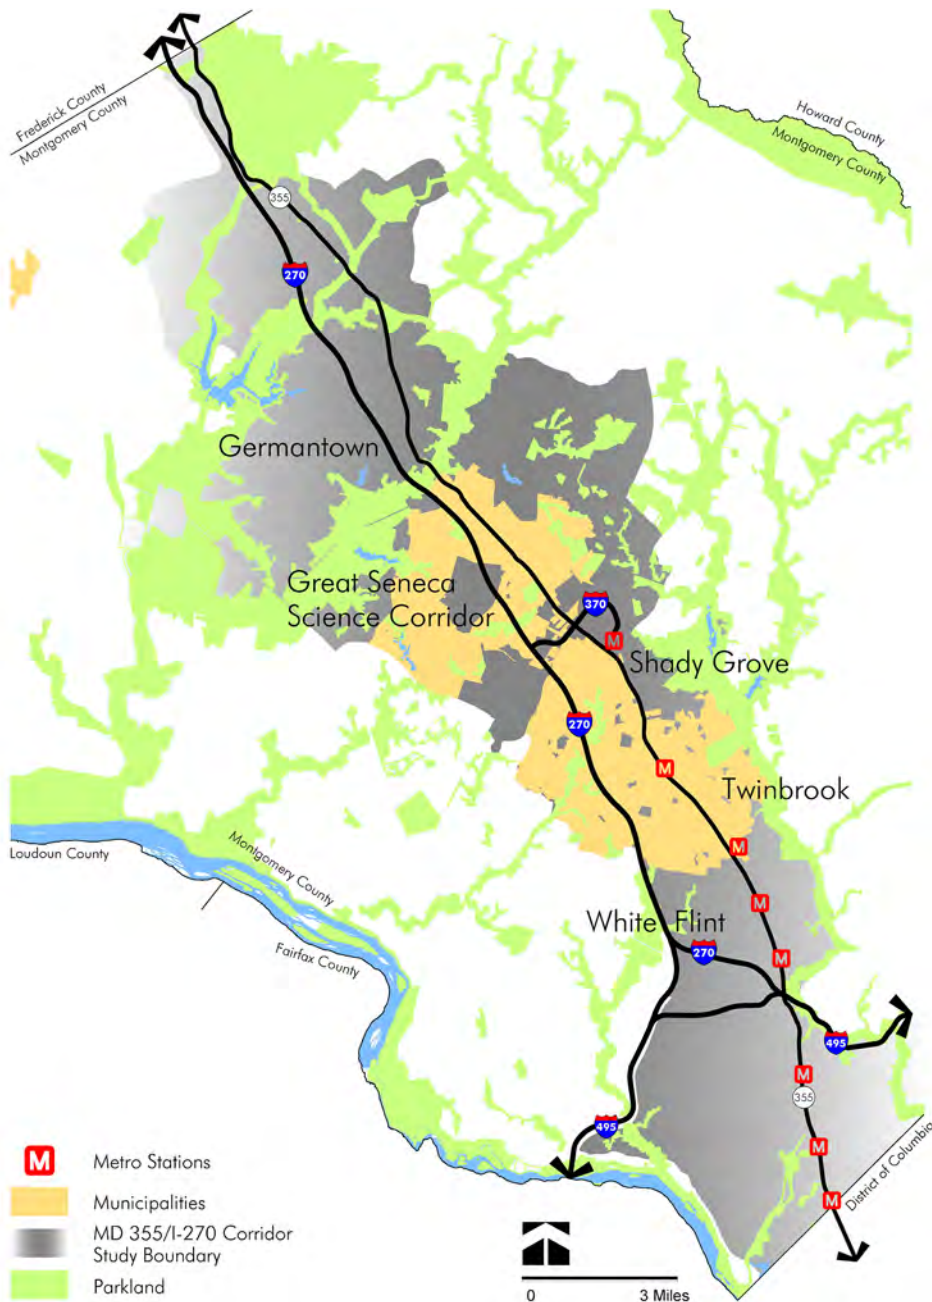 Frederick County
Montgomery County
Howard County
Montgomery County
355
270
Germantown
Great Seneca
Science Corridor
370
M
Shady Grove
270
M
Twinbrook
M
Loudoun County
Montgomery County
Fairfax County
M
White Flint
270
M
495
M
355
495
M
M
District of Columbia
M Metro Stations
Municipalities
MD 355/I-270 Corridor
Study Boundary
Parkland
0 3 Miles